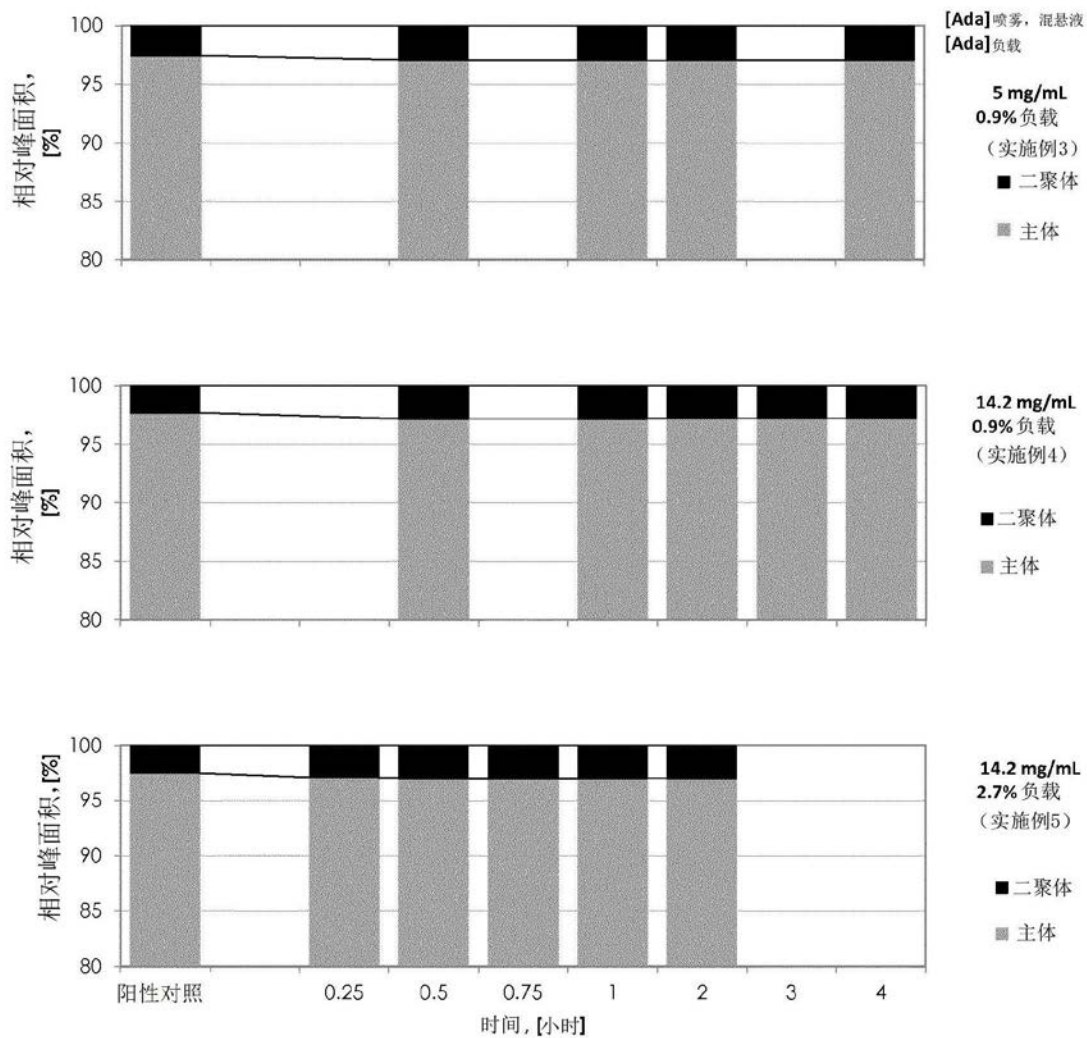 [Ada]喷雾，混悬液
[Ada]负载
相对峰面积，
[%]
100
95
90
85
80
5 mg/mL
0.9%负载
（实施例3）
二聚体
主体
相对峰面积，
[%]
100
95
90
85
80
14.2 mg/mL
0.9%负载
（实施例4）
二聚体
主体
相对峰面积，[%]
100
95
90
85
80
14.2 mg/mL
2.7%负载
（实施例5）
二聚体
主体
阳性对照 0.25 0.5 0.75 1 2 3 4
时间，[小时]